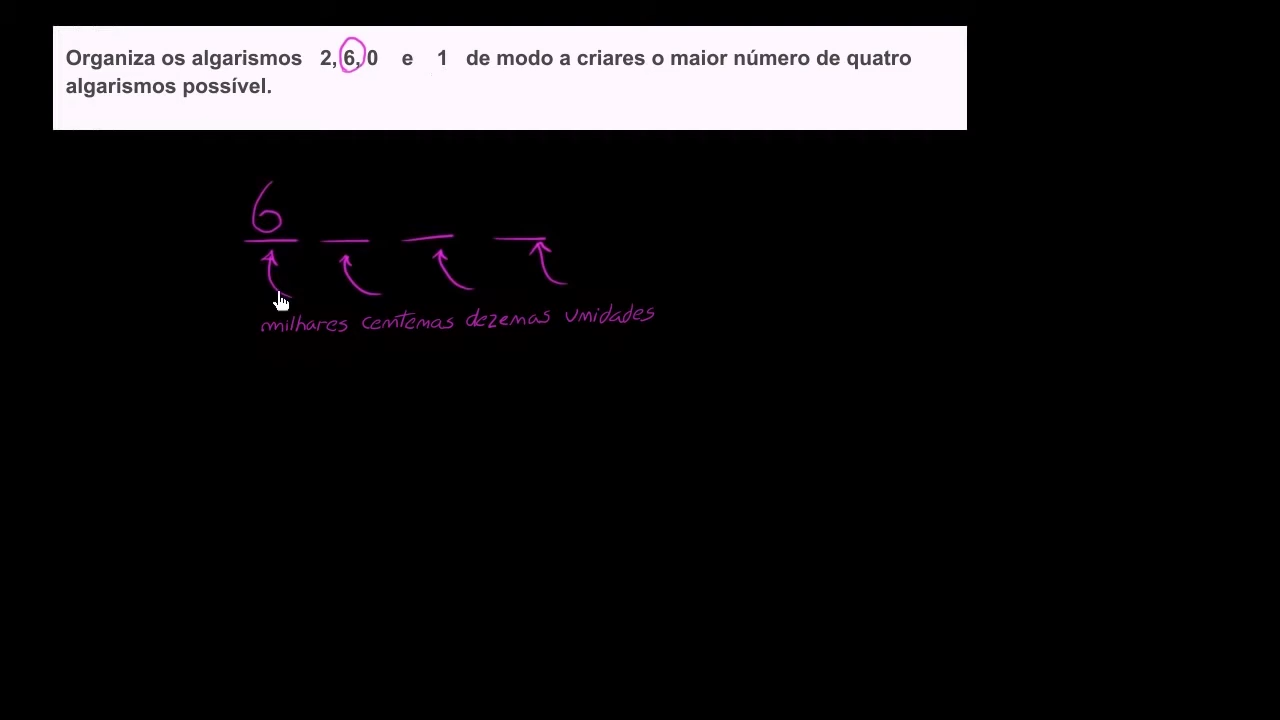 Organiza os algarismos 2, 6, 0 e 1 de modo a criares o maior número de quatro
algarismos possível.
6
milhares centenas dezenas unidades